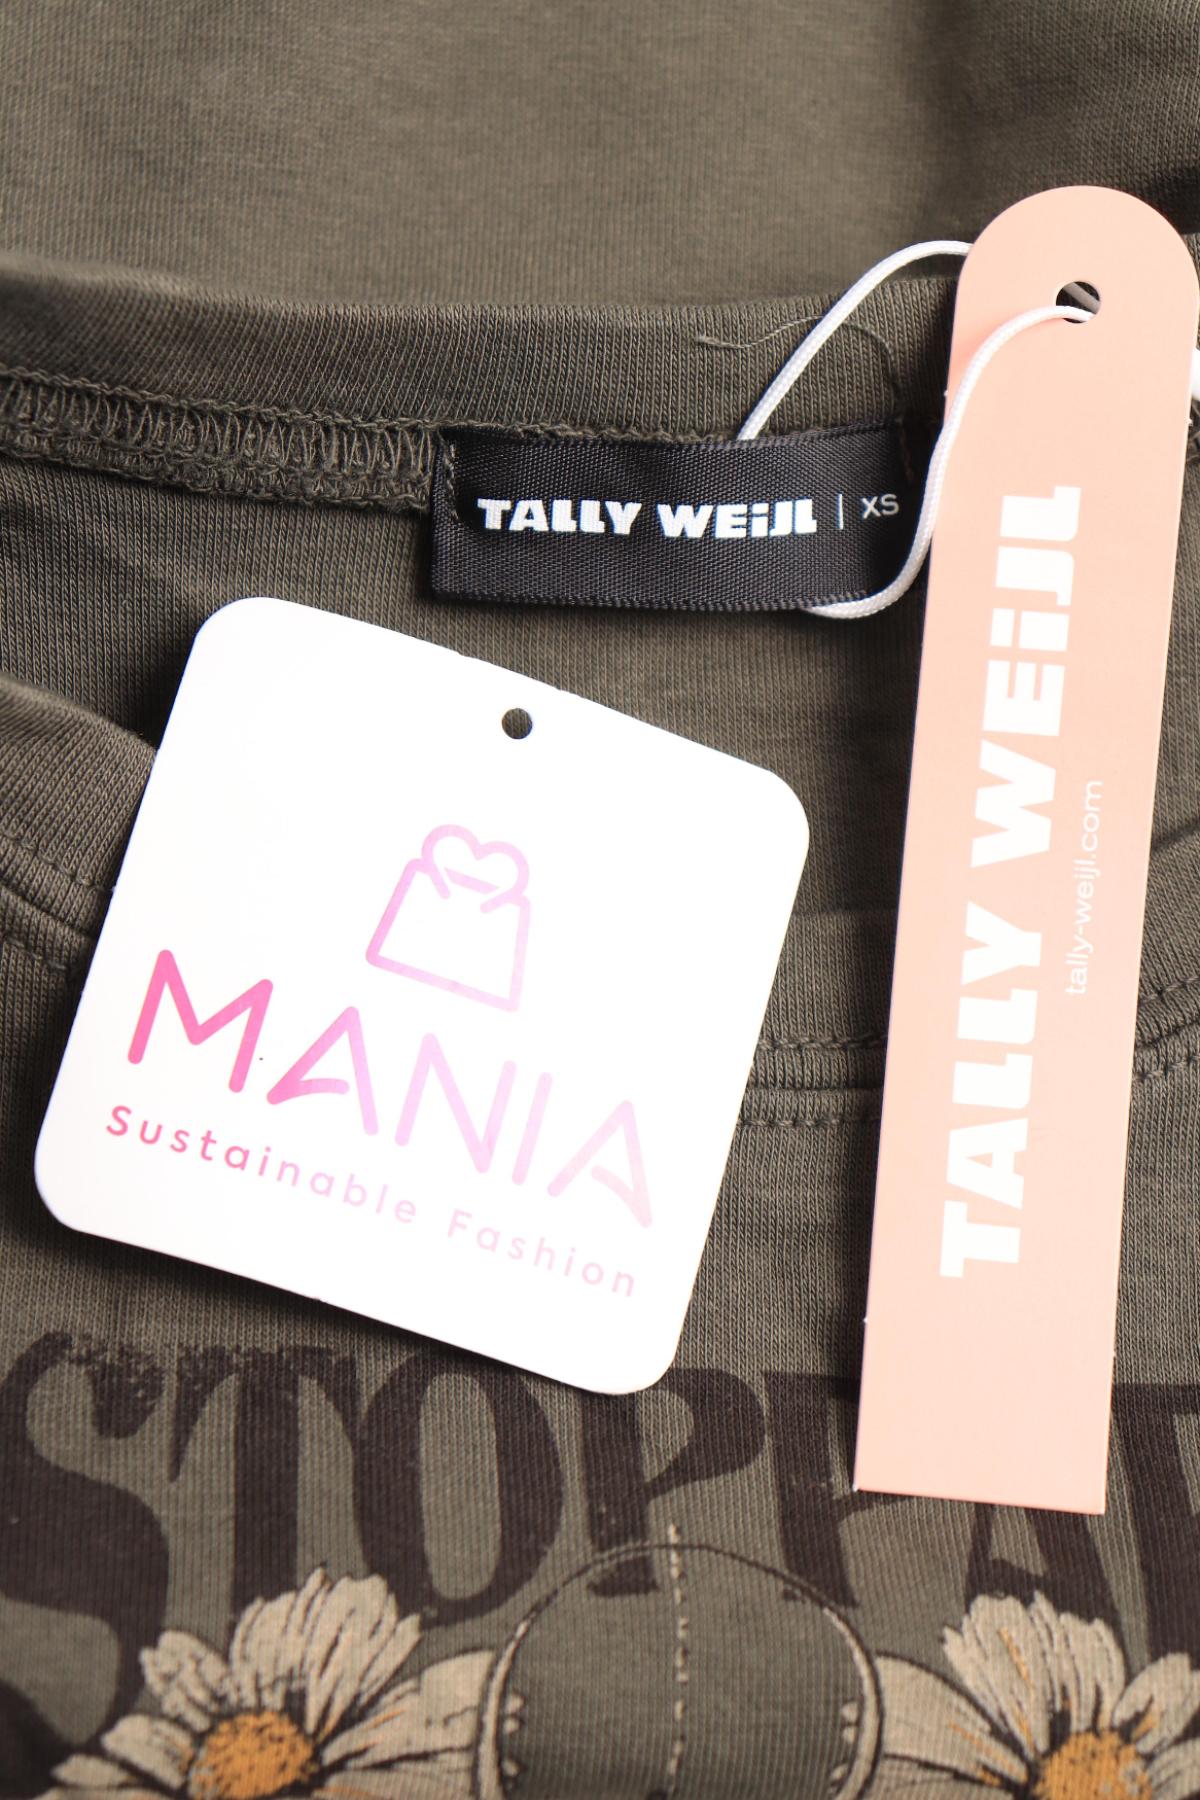 TALLY WEiJL | XS
TALLY WEiJL
tally-weijl.com
MANIA
Sustainable Fashion